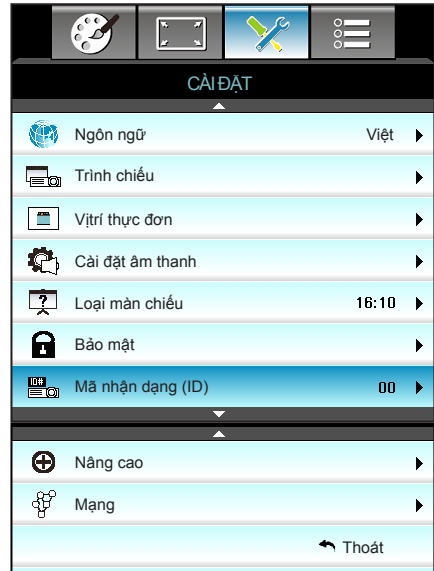 CÀI ĐẶT
Ngôn ngữ Việt
Trình chiếu
Vịtrí thực đơn
Cài đặt âm thanh
? Loại màn chiếu 16:10
Bảo mật
ID# Mã nhận dạng (ID) 00
Nâng cao
Mạng
Thoát